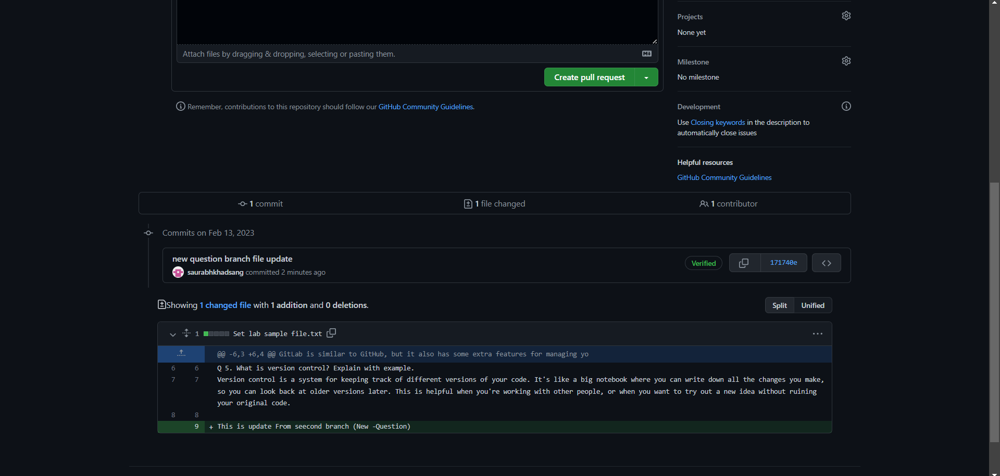 Projects
None yet
Attach files by dragging & dropping, selecting or pasting them.
Milestone
No milestone
Create pull request
Remember, contributions to this repository should follow our GitHub Community Guidelines.
Development
Use Closing keywords in the description to
automatically close issues
Helpful resources
GitHub Community Guidelines
1 commit
1 file changed
1 contributor
Commits on Feb 13, 2023
new question branch file update
saurabhkhadsang committed 2 minutes ago
Verified
171740e
Showing 1 changed file with 1 addition and 0 deletions.
Split
Unified
1 Set lab sample file.txt
@@ -6,3 +6,4 @@ GitLab is similar to GitHub, but it also has some extra features for managing yo
6 6 Q 5. What is version control? Explain with example.
7 7 Version control is a system for keeping track of different versions of your code. It's like a big notebook where you can write down all the changes you make,
so you can look back at older versions later. This is helpful when you're working with other people, or when you want to try out a new idea without ruining
your original code.
8 8
9 + This is update From seecond branch (New -Question)